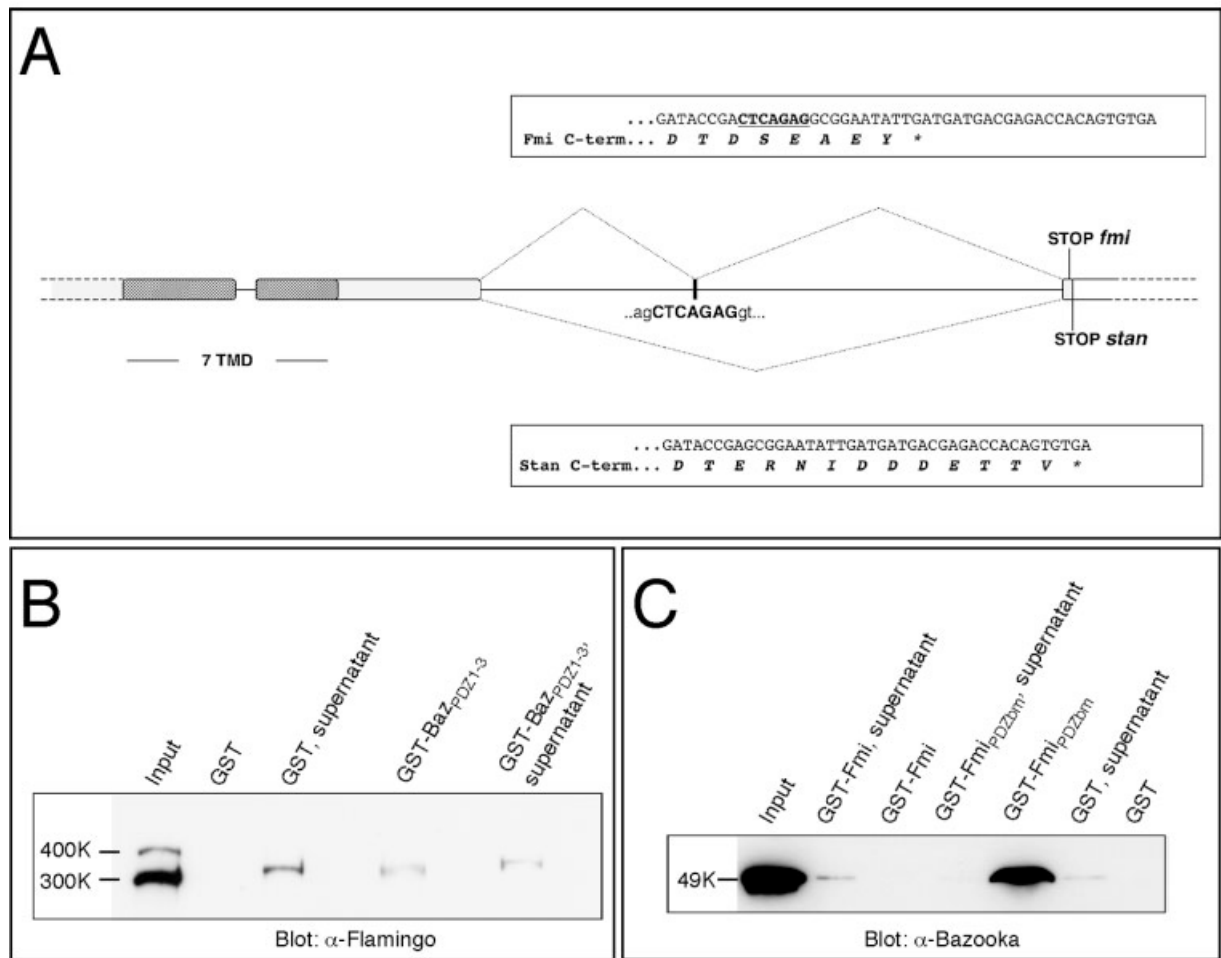 A
...GATACCGACTCAGAGGCGGAATATTGATGATGACGAGACCACAGTGTGA
Fmi C-term... D T D S E A E Y *
STOP fmi
..agCTCAGAGgt...
STOP stan
7 TMD
...GATACCGAGCGGAATATTGATGATGACGAGACCACAGTGTGA
Stan C-term... D T E R N I D D D E T T V *
B
Input
GST
GST, supernatant
GST-BazPDZ1-3
GST-BazPDZ1-3, supernatant
400K
300K
Blot: α-Flamingo
C
Input
GST-Fmi, supernatant
GST-Fmi
GST-FmiPDZbm, supernatant
GST-FmiPDZbm
GST, supernatant
GST
49K
Blot: α-Bazooka